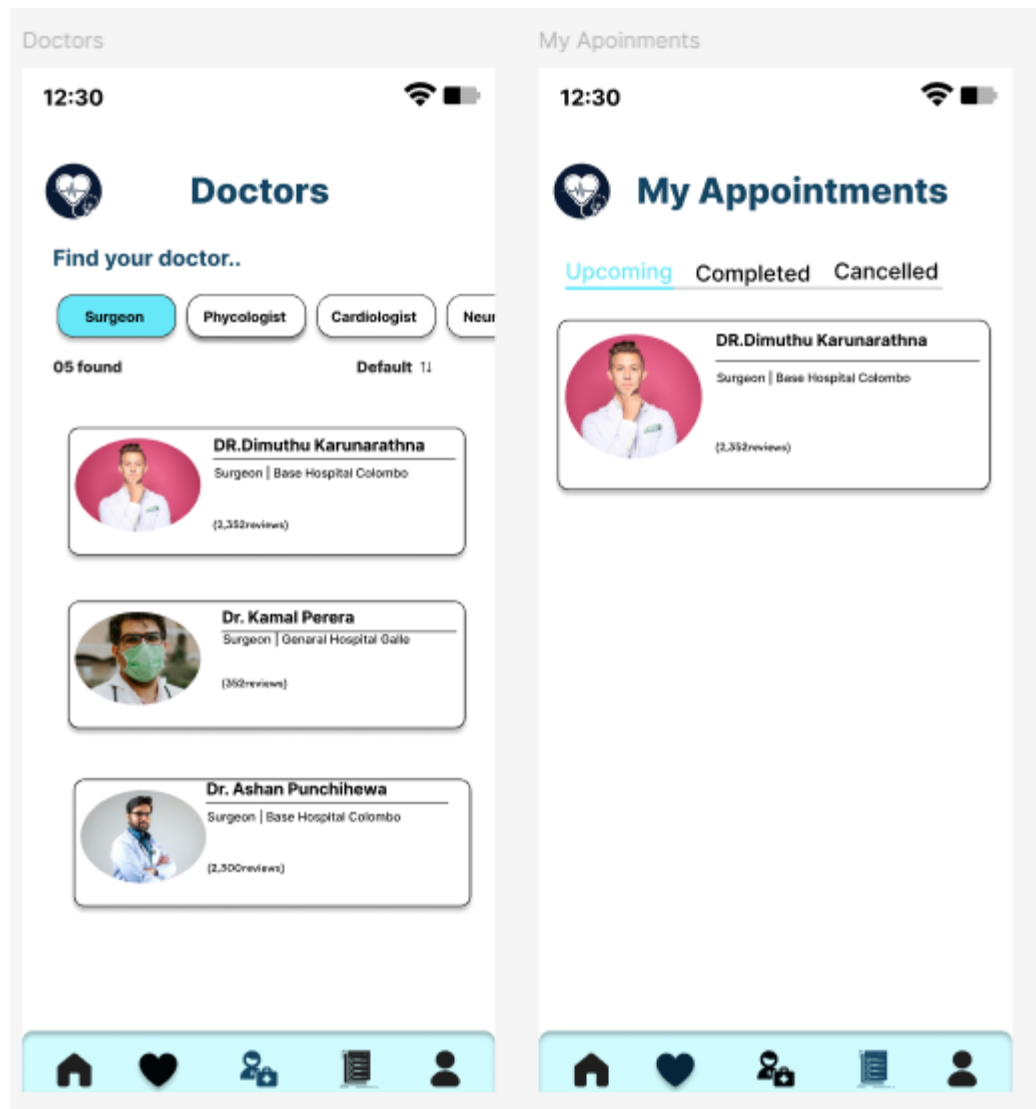 Doctors
12:30
Doctors
Find your doctor..
Surgeon Phycologist Cardiologist Neur
05 found Default
DR.Dimuthu Karunarathna
Surgeon | Base Hospital Colombo
(2,352reviews)
Dr. Kamal Perera
Surgeon | Genaral Hospital Galle
(352reviews)
Dr. Ashan Punchihewa
Surgeon | Base Hospital Colombo
(2,300reviews)
My Apoinments
12:30
My Appointments
Upcoming Completed Cancelled
DR.Dimuthu Karunarathna
Surgeon | Base Hospital Colombo
(2,352reviews)